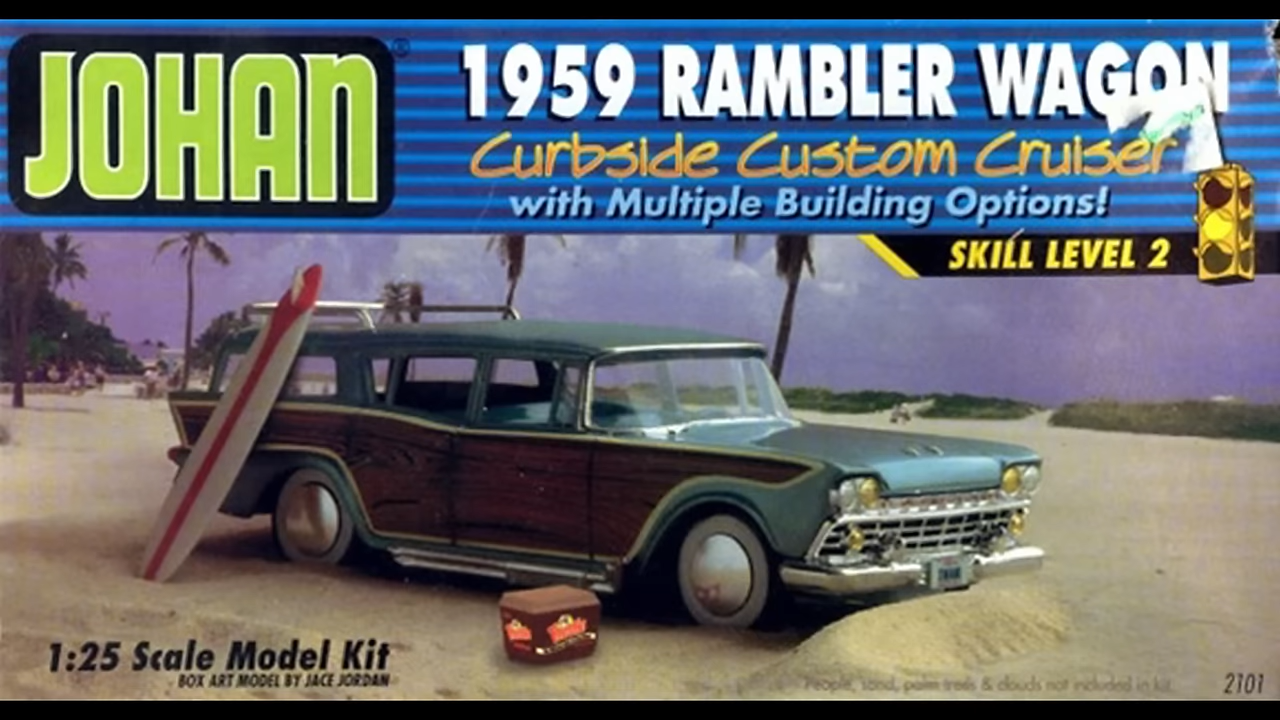 JOHAN®
1959 RAMBLER WAGON
Curbside Custom Cruiser
with Multiple Building Options!
SKILL LEVEL 2
1:25 Scale Model Kit
BOX ART MODEL BY JACE JORDAN
People, sand, palm trees & clouds not included in kit.
2101